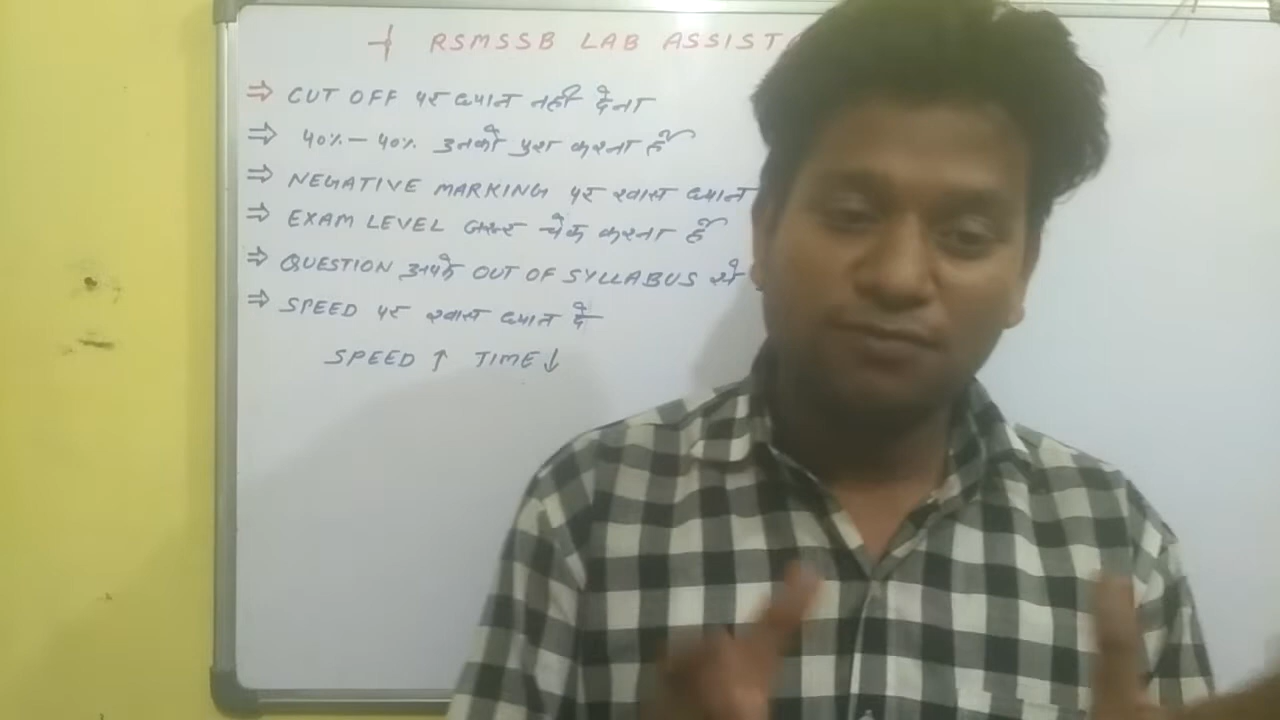 RSMSSB LAB ASSIST
⇒ CUT OFF पर ध्यान नहीं देना
⇒ 40% - 40% उनको पुरा करना हैं
⇒ NEGATIVE MARKING पर खास ध्यान
⇒ EXAM LEVEL जरुर चेक करना हैं
⇒ QUESTION आपके OUT OF SYLLABUS से
⇒ SPEED पर खास ध्यान दें
SPEED ↑ TIME ↓